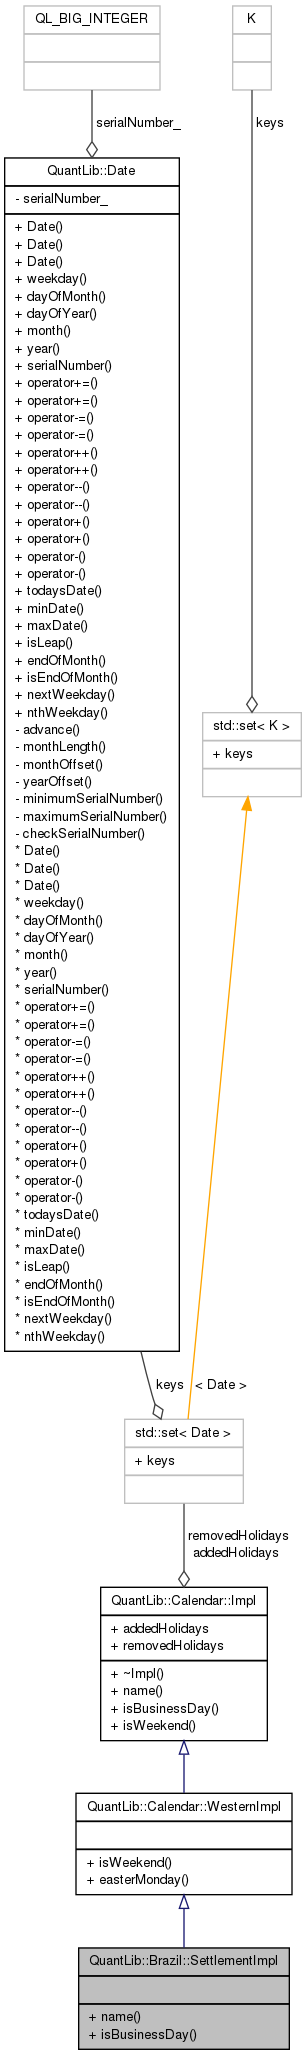 QL_BIG_INTEGER
K
serialNumber_
keys
QuantLib::Date
- serialNumber_
+ Date()
+ Date()
+ Date()
+ weekday()
+ dayOfMonth()
+ dayOfYear()
+ month()
+ year()
+ serialNumber()
+ operator+=()
+ operator+=()
+ operator-=()
+ operator-=()
+ operator++()
+ operator++()
+ operator--()
+ operator--()
+ operator+()
+ operator+()
+ operator-()
+ operator-()
+ todaysDate()
+ minDate()
+ maxDate()
+ isLeap()
+ endOfMonth()
+ isEndOfMonth()
+ nextWeekday()
+ nthWeekday()
- advance()
- monthLength()
- monthOffset()
- yearOffset()
- minimumSerialNumber()
- maximumSerialNumber()
- checkSerialNumber()
* Date()
* Date()
* Date()
* weekday()
* dayOfMonth()
* dayOfYear()
* month()
* year()
* serialNumber()
* operator+=()
* operator+=()
* operator-=()
* operator-=()
* operator++()
* operator++()
* operator--()
* operator--()
* operator+()
* operator+()
* operator-()
* operator-()
* todaysDate()
* minDate()
* maxDate()
* isLeap()
* endOfMonth()
* isEndOfMonth()
* nextWeekday()
* nthWeekday()
std::set< K >
+ keys
keys
< Date >
std::set< Date >
+ keys
removedHolidays
addedHolidays
QuantLib::Calendar::Impl
+ addedHolidays
+ removedHolidays
+ ~Impl()
+ name()
+ isBusinessDay()
+ isWeekend()
QuantLib::Calendar::WesternImpl
+ isWeekend()
+ easterMonday()
QuantLib::Brazil::SettlementImpl
+ name()
+ isBusinessDay()